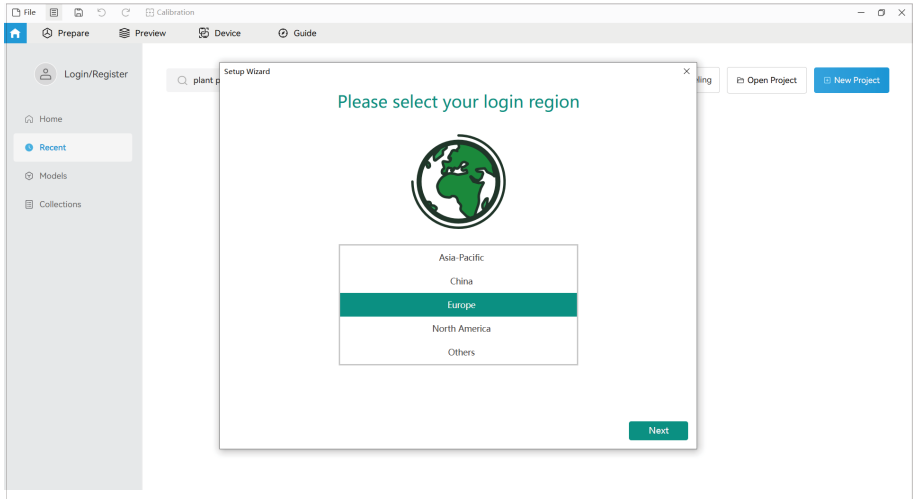 File
Calibration
Prepare
Preview
Device
Guide
Login/Register
plant p
Setup Wizard
ling
Open Project
New Project
Please select your login region
Home
Recent
Models
Collections
Asia-Pacific
China
Europe
North America
Others
Next